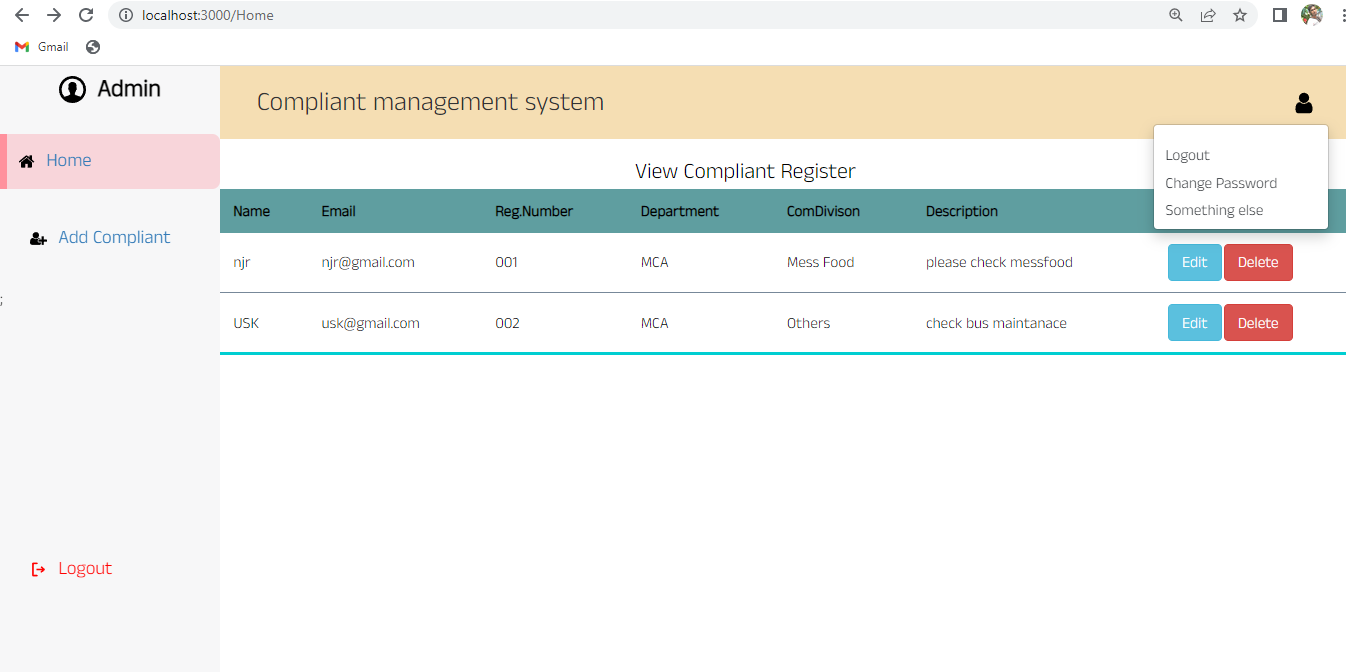 localhost:3000/Home
Gmail
Admin
Compliant management system
Home
Logout
Change Password
Something else
View Compliant Register
Name Email Reg.Number Department ComDivison Description
Add Compliant
njr njr@gmail.com 001 MCA Mess Food please check messfood Edit Delete
;
USK usk@gmail.com 002 MCA Others check bus maintanace Edit Delete
Logout